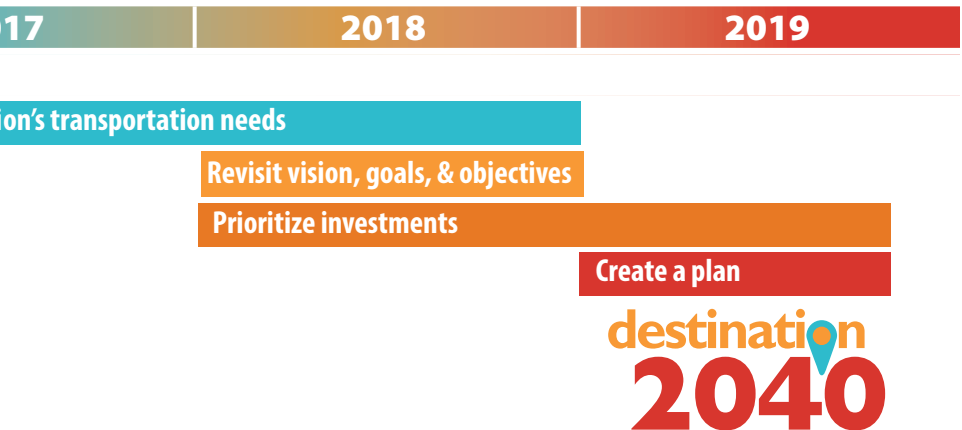 17 2018 2019
ion's transportation needs
Revisit vision, goals, & objectives
Prioritize investments
Create a plan
destination
2040